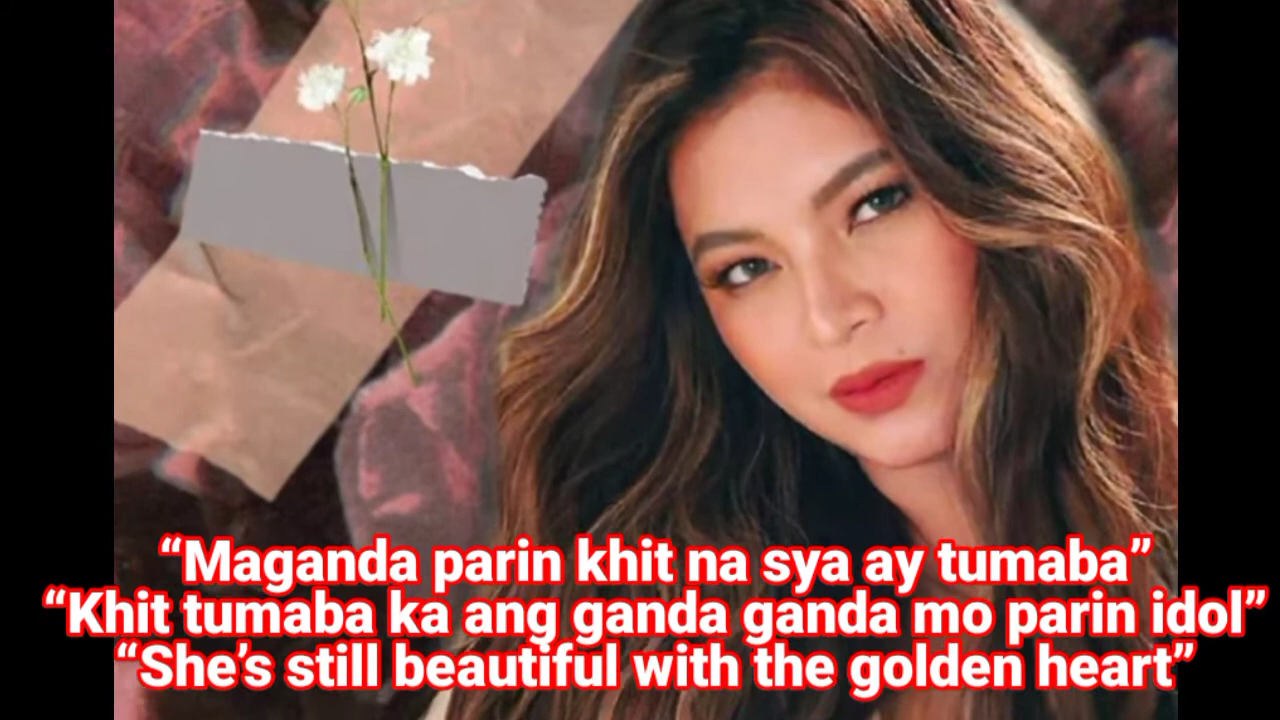 “Maganda parin khit na sya ay tumaba”
“Khit tumaba ka ang ganda ganda mo parin idol”
“She’s still beautiful with the golden heart”